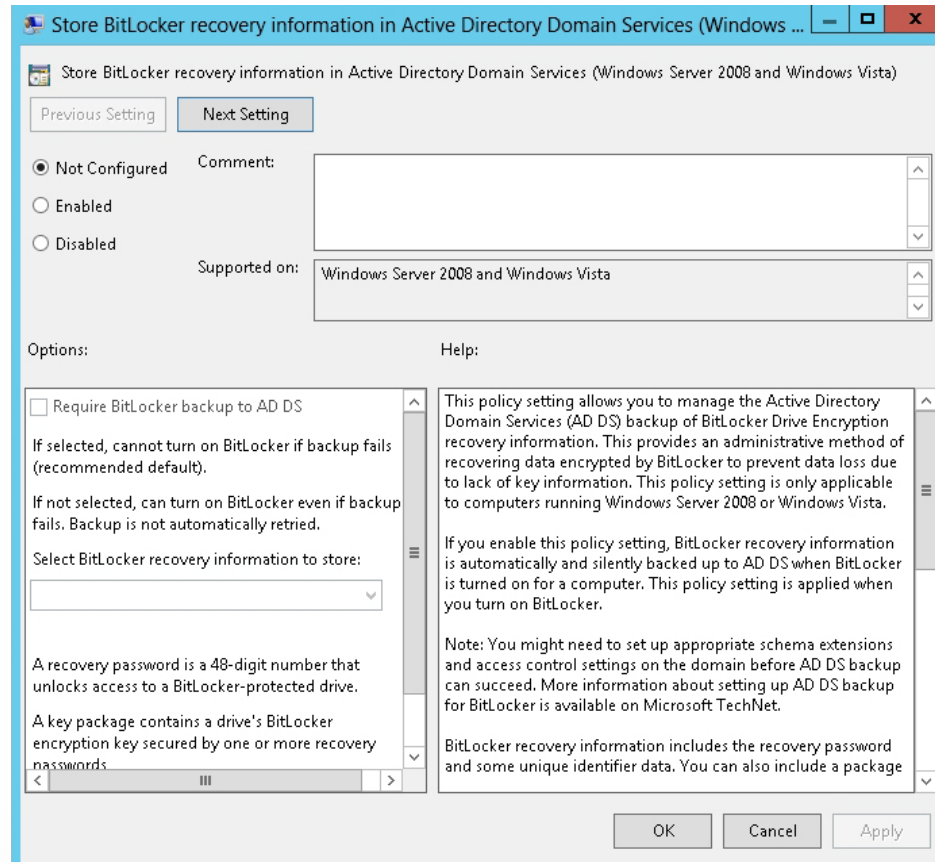 Store BitLocker recovery information in Active Directory Domain Services (Windows ...
Store BitLocker recovery information in Active Directory Domain Services (Windows Server 2008 and Windows Vista)
Previous Setting
Next Setting
Not Configured
Enabled
Disabled
Comment:
Supported on:
Windows Server 2008 and Windows Vista
Options:
Help:
Require BitLocker backup to AD DS
If selected, cannot turn on BitLocker if backup fails
(recommended default).
If not selected, can turn on BitLocker even if backup
fails. Backup is not automatically retried.
Select BitLocker recovery information to store:
A recovery password is a 48-digit number that
unlocks access to a BitLocker-protected drive.
A key package contains a drive's BitLocker
encryption key secured by one or more recovery
passwords
This policy setting allows you to manage the Active Directory
Domain Services (AD DS) backup of BitLocker Drive Encryption
recovery information. This provides an administrative method of
recovering data encrypted by BitLocker to prevent data loss due
to lack of key information. This policy setting is only applicable
to computers running Windows Server 2008 or Windows Vista.
If you enable this policy setting, BitLocker recovery information
is automatically and silently backed up to AD DS when BitLocker
is turned on for a computer. This policy setting is applied when
you turn on BitLocker.
Note: You might need to set up appropriate schema extensions
and access control settings on the domain before AD DS backup
can succeed. More information about setting up AD DS backup
for BitLocker is available on Microsoft TechNet.
BitLocker recovery information includes the recovery password
and some unique identifier data. You can also include a package
OK
Cancel
Apply